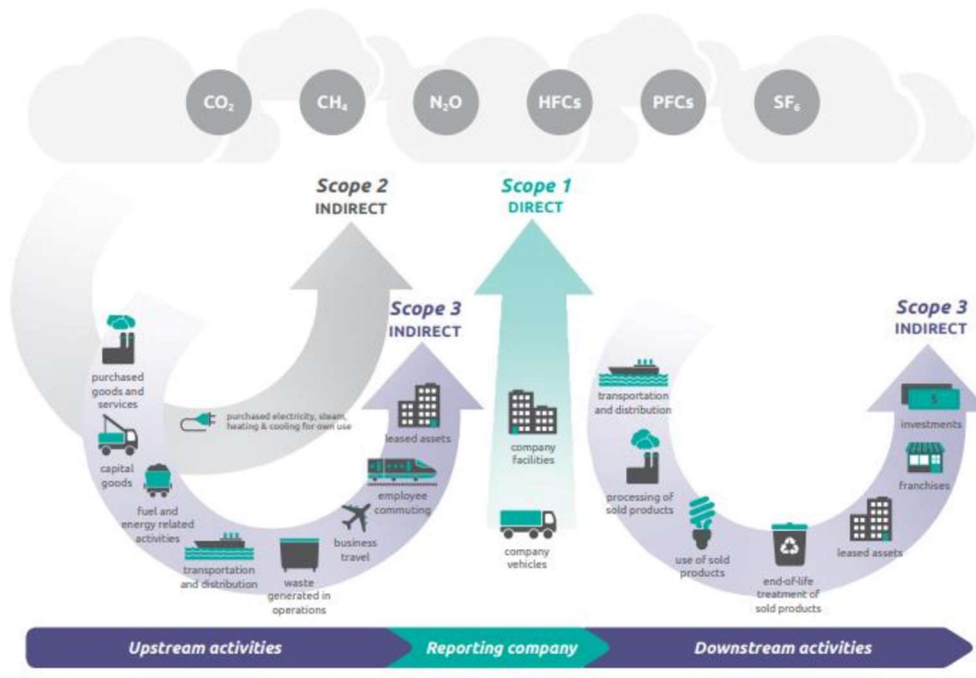 CO₂
CH₄
N₂O
HFCs
PFCs
SF₆
Scope 2
INDIRECT
Scope 1
DIRECT
Scope 3
INDIRECT
Scope 3
INDIRECT
purchased
goods and
services
capital
goods
fuel and
energy related
activities
purchased electricity, steam,
heating & cooling for own use
transportation
and distribution
waste
generated in
operations
business
travel
employee
commuting
leased assets
company
facilities
company
vehicles
transportation
and distribution
processing of
sold products
use of sold
products
end-of-life
treatment of
sold products
leased assets
franchises
$
investments
Upstream activities
Reporting company
Downstream activities